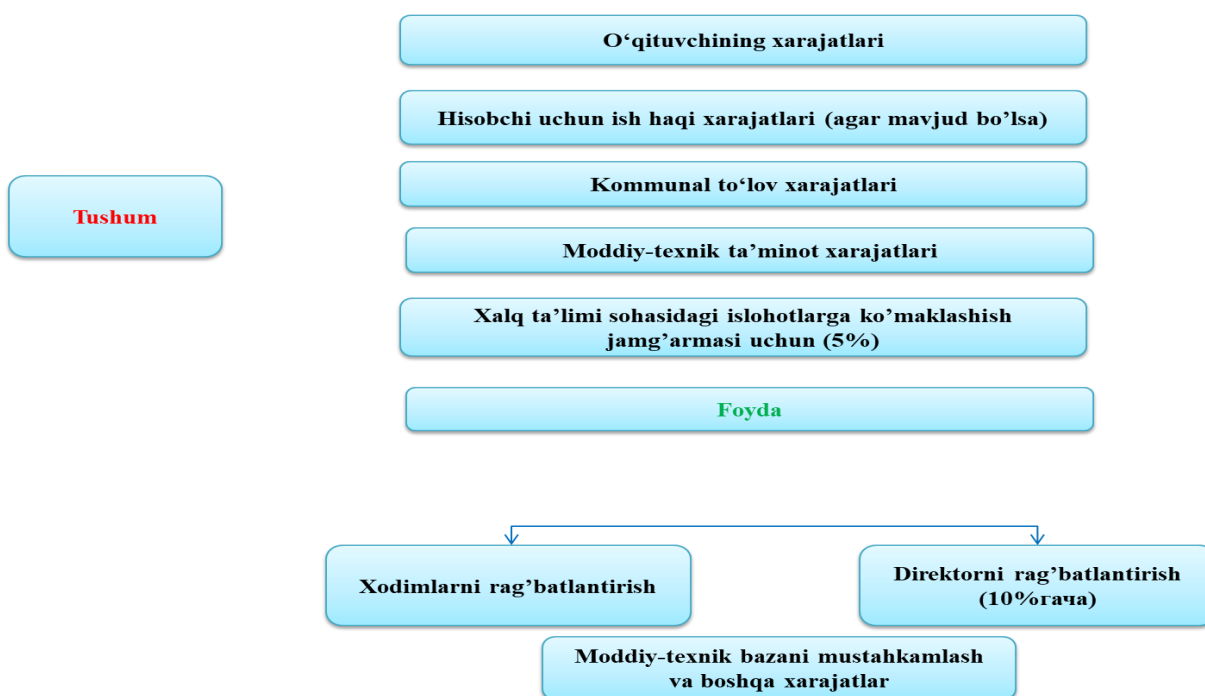 O‘qituvchining xarajatlari
Hisobchi uchun ish haqi xarajatlari (agar mavjud bo’lsa)
Kommunal to‘lov xarajatlari
Tushum
Moddiy-texnik ta’minot xarajatlari
Xalq ta’limi sohasidagi islohotlarga ko’maklashish
jamg’armasi uchun (5%)
Foyda
Xodimlarni rag’batlantirish
Direktorni rag’batlantirish
(10%гача)
Moddiy-texnik bazani mustahkamlash
va boshqa xarajatlar